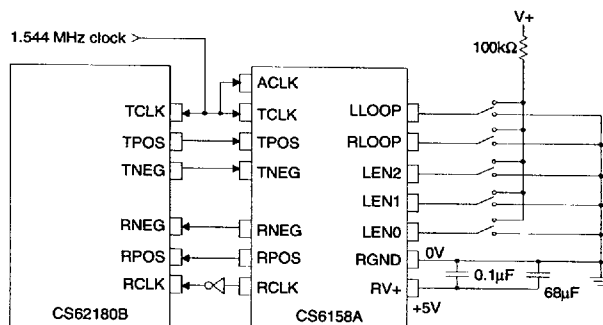 V+
1.544 MHz clock
100kΩ
ACLK
TCLK
TCLK
LLOOP
TPOS
TPOS
RLOOP
TNEG
TNEG
LEN2
LEN1
RNEG
RNEG
LEN0
RPOS
RPOS
RGND
0V
RCLK
RCLK
RV+
+5V
0.1µF
68µF
CS62180B
CS6158A